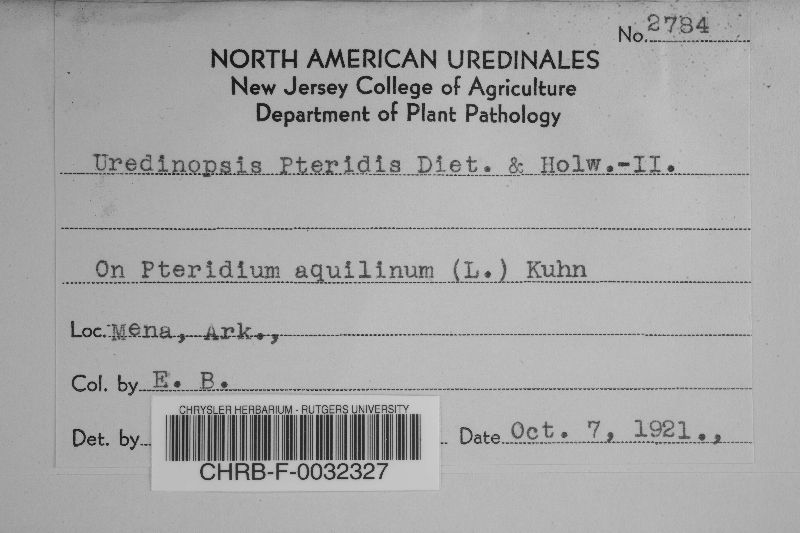 No. 2784
NORTH AMERICAN UREDINALES
New Jersey College of Agriculture
Department of Plant Pathology
Uredinopsis Pteridis Diet. & Holw.-II.
On Pteridium aquilinum (L.) Kuhn
Loc. Mena, Ark.,
Col. by E. B.
Det. by
Date Oct. 7, 1921.,
CHRYSLER HERBARIUM - RUTGERS UNIVERSITY
CHRB-F-0032327